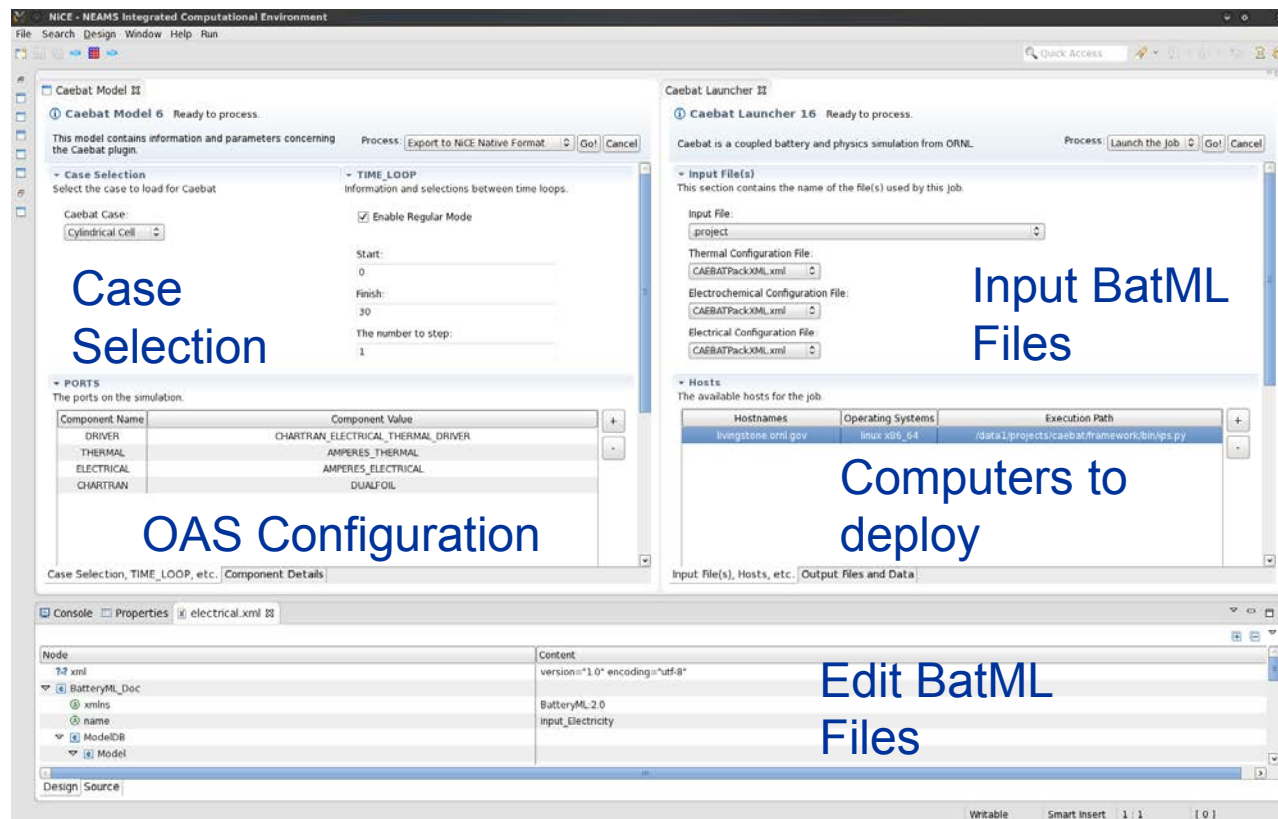 NiCE - NEAMS Integrated Computational Environment
File Search Design Window Help Run
Quick Access
Caebat Model
Caebat Model 6 Ready to process.
This model contains information and parameters concerning
the Caebat plugin.
Process: Export to NiCE Native Format Go! Cancel
Case Selection
Select the case to load for Caebat
Caebat Case:
Cylindrical Cell
TIME_LOOP
Information and selections between time loops.
Enable Regular Mode
Start:
0
Finish:
30
The number to step:
1
Case
Selection
PORTS
The ports on the simulation.
Component Name Component Value
DRIVER CHARTRAN_ELECTRICAL_THERMAL_DRIVER
THERMAL AMPERES_THERMAL
ELECTRICAL AMPERES_ELECTRICAL
CHARTRAN DUALFOIL
+
-
OAS Configuration
Case Selection, TIME_LOOP, etc. Component Details
Caebat Launcher
Caebat Launcher 16 Ready to process.
Caebat is a coupled battery and physics simulation from ORNL.
Process: Launch the Job Go! Cancel
Input File(s)
This section contains the name of the file(s) used by this job.
Input File:
.project
Thermal Configuration File:
CAEBATPackXML.xml
Electrochemical Configuration File:
CAEBATPackXML.xml
Electrical Configuration File:
CAEBATPackXML.xml
Input BatML
Files
Hosts
The available hosts for the job.
Hostnames Operating Systems Execution Path
livingstone.ornl.gov linux x86_64 /data1/projects/caebat/framework/bin/ips.py
+
-
Computers to
deploy
Input File(s), Hosts, etc. Output Files and Data
Console Properties electrical.xml
Node Content
?-? xml version="1.0" encoding="utf-8"
BatteryML_Doc
xmlns BatteryML:2.0
name input_Electricity
ModelDB
Model
Edit BatML
Files
Design Source
Writable Smart Insert 1 : 1 [ 0 ]